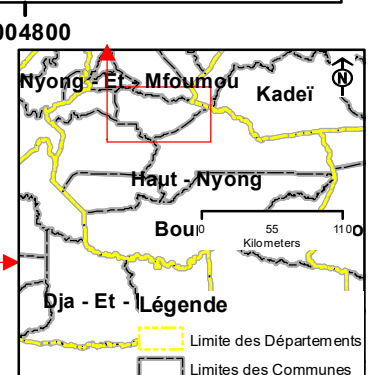 004800
Nyong - Et - Mfoumou
N
Kadeï
Haut - Nyong
0 55 110
Kilometers
Dja - Et -
Légende
Limite des Départements
Limites des Communes